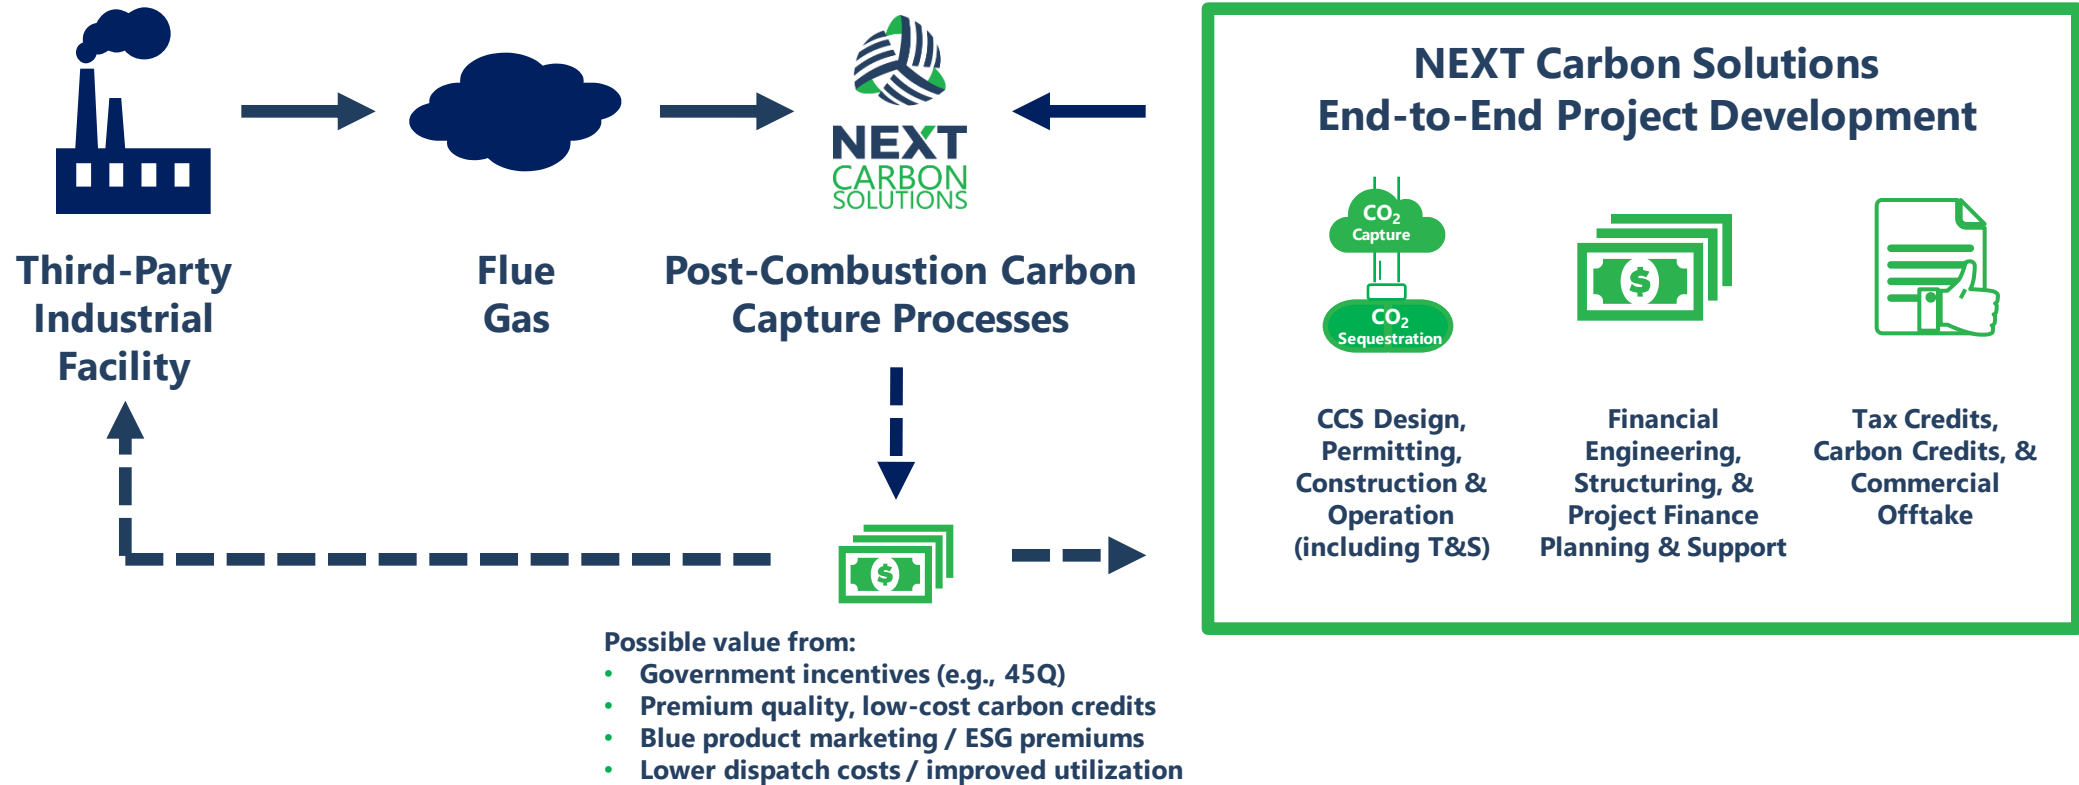 NEXT
CARBON
SOLUTIONS
Third-Party
Industrial
Facility
Flue
Gas
Post-Combustion Carbon
Capture Processes
Possible value from:
• Government incentives (e.g., 45Q)
• Premium quality, low-cost carbon credits
• Blue product marketing / ESG premiums
• Lower dispatch costs / improved utilization
NEXT Carbon Solutions
End-to-End Project Development
CO₂
Capture
CO₂
Sequestration
$
$
CCS Design,
Permitting,
Construction &
Operation
(including T&S)
Financial
Engineering,
Structuring, &
Project Finance
Planning & Support
Tax Credits,
Carbon Credits, &
Commercial
Offtake